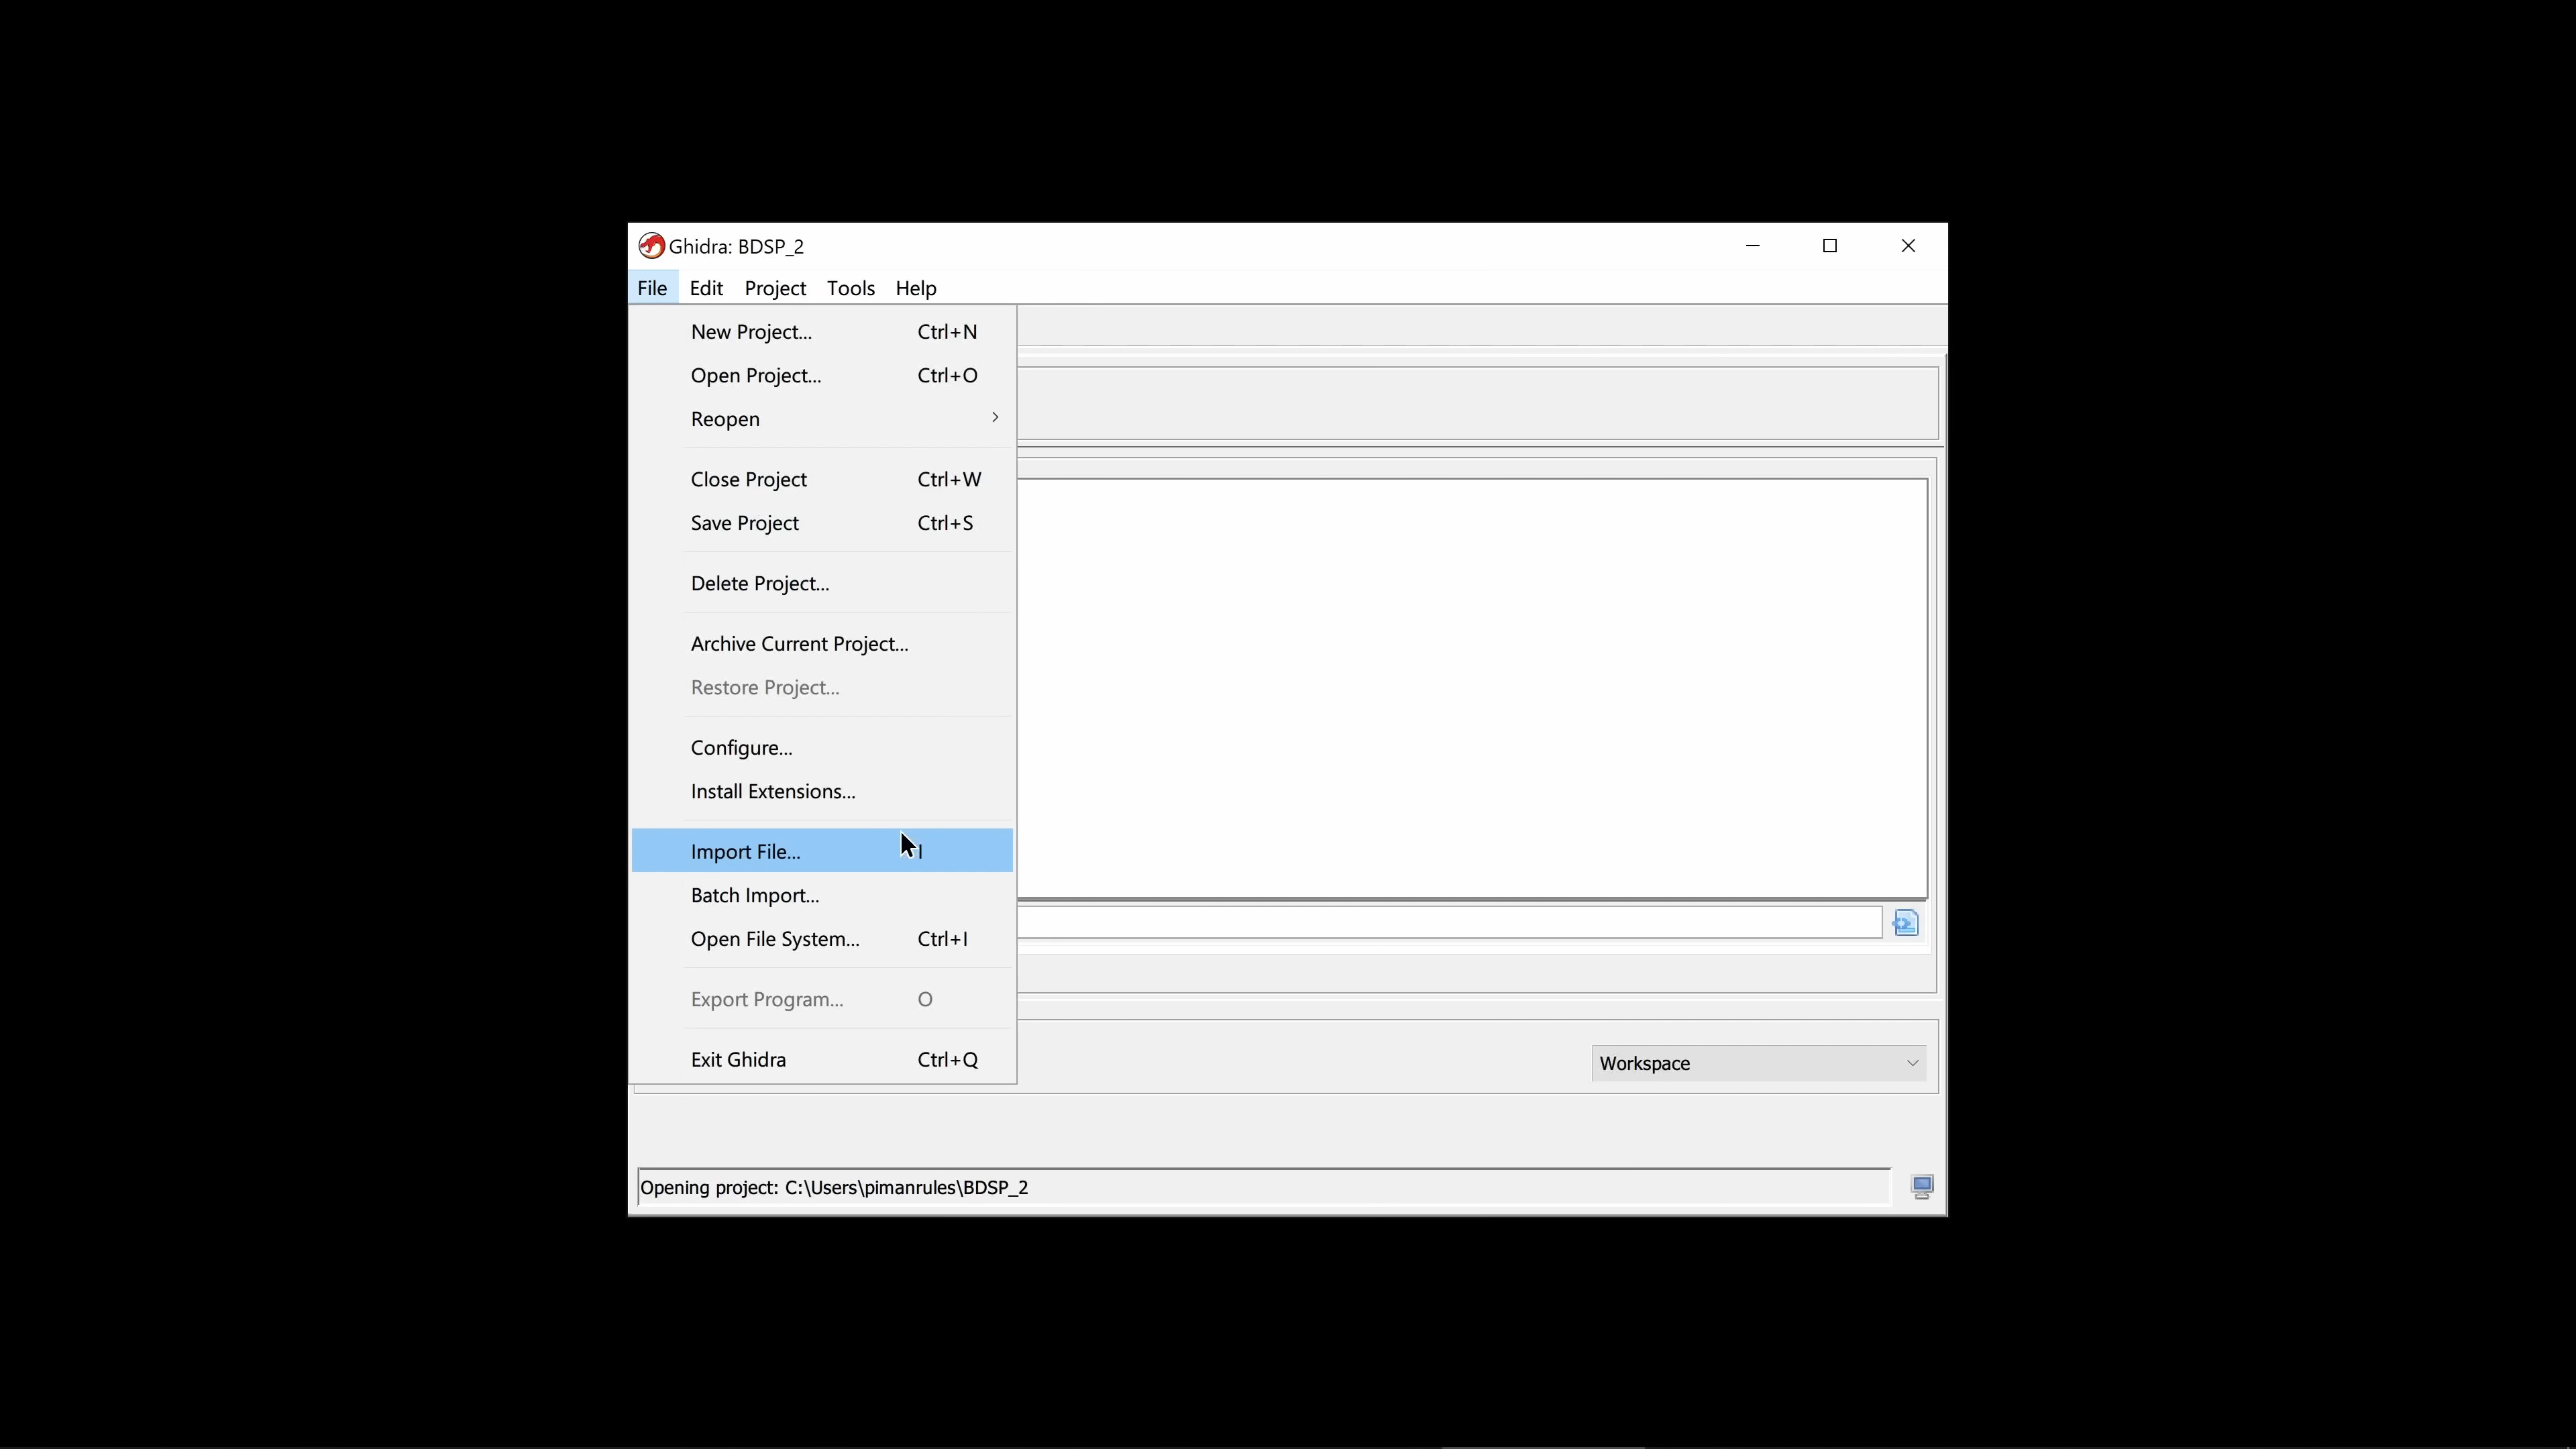 Ghidra: BDSP_2
File Edit Project Tools Help
New Project... Ctrl+N
Open Project... Ctrl+O
Reopen
Close Project Ctrl+W
Save Project Ctrl+S
Delete Project...
Archive Current Project...
Restore Project...
Configure...
Install Extensions...
Import File... I
Batch Import...
Open File System... Ctrl+I
Export Program... O
Exit Ghidra Ctrl+Q
Workspace
Opening project: C:\Users\pimanrules\BDSP_2